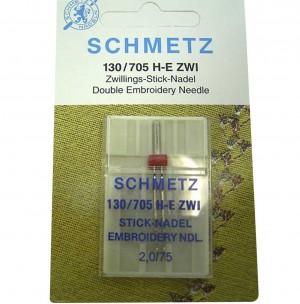 SCHMETZ
130/705 H-E ZWI
Zwillings-Stick-Nadel
Double Embroidery Needle
SCHMETZ
130/705 H-E ZWI
STICK-NADEL
EMBROIDERY NDL.
2,0/75